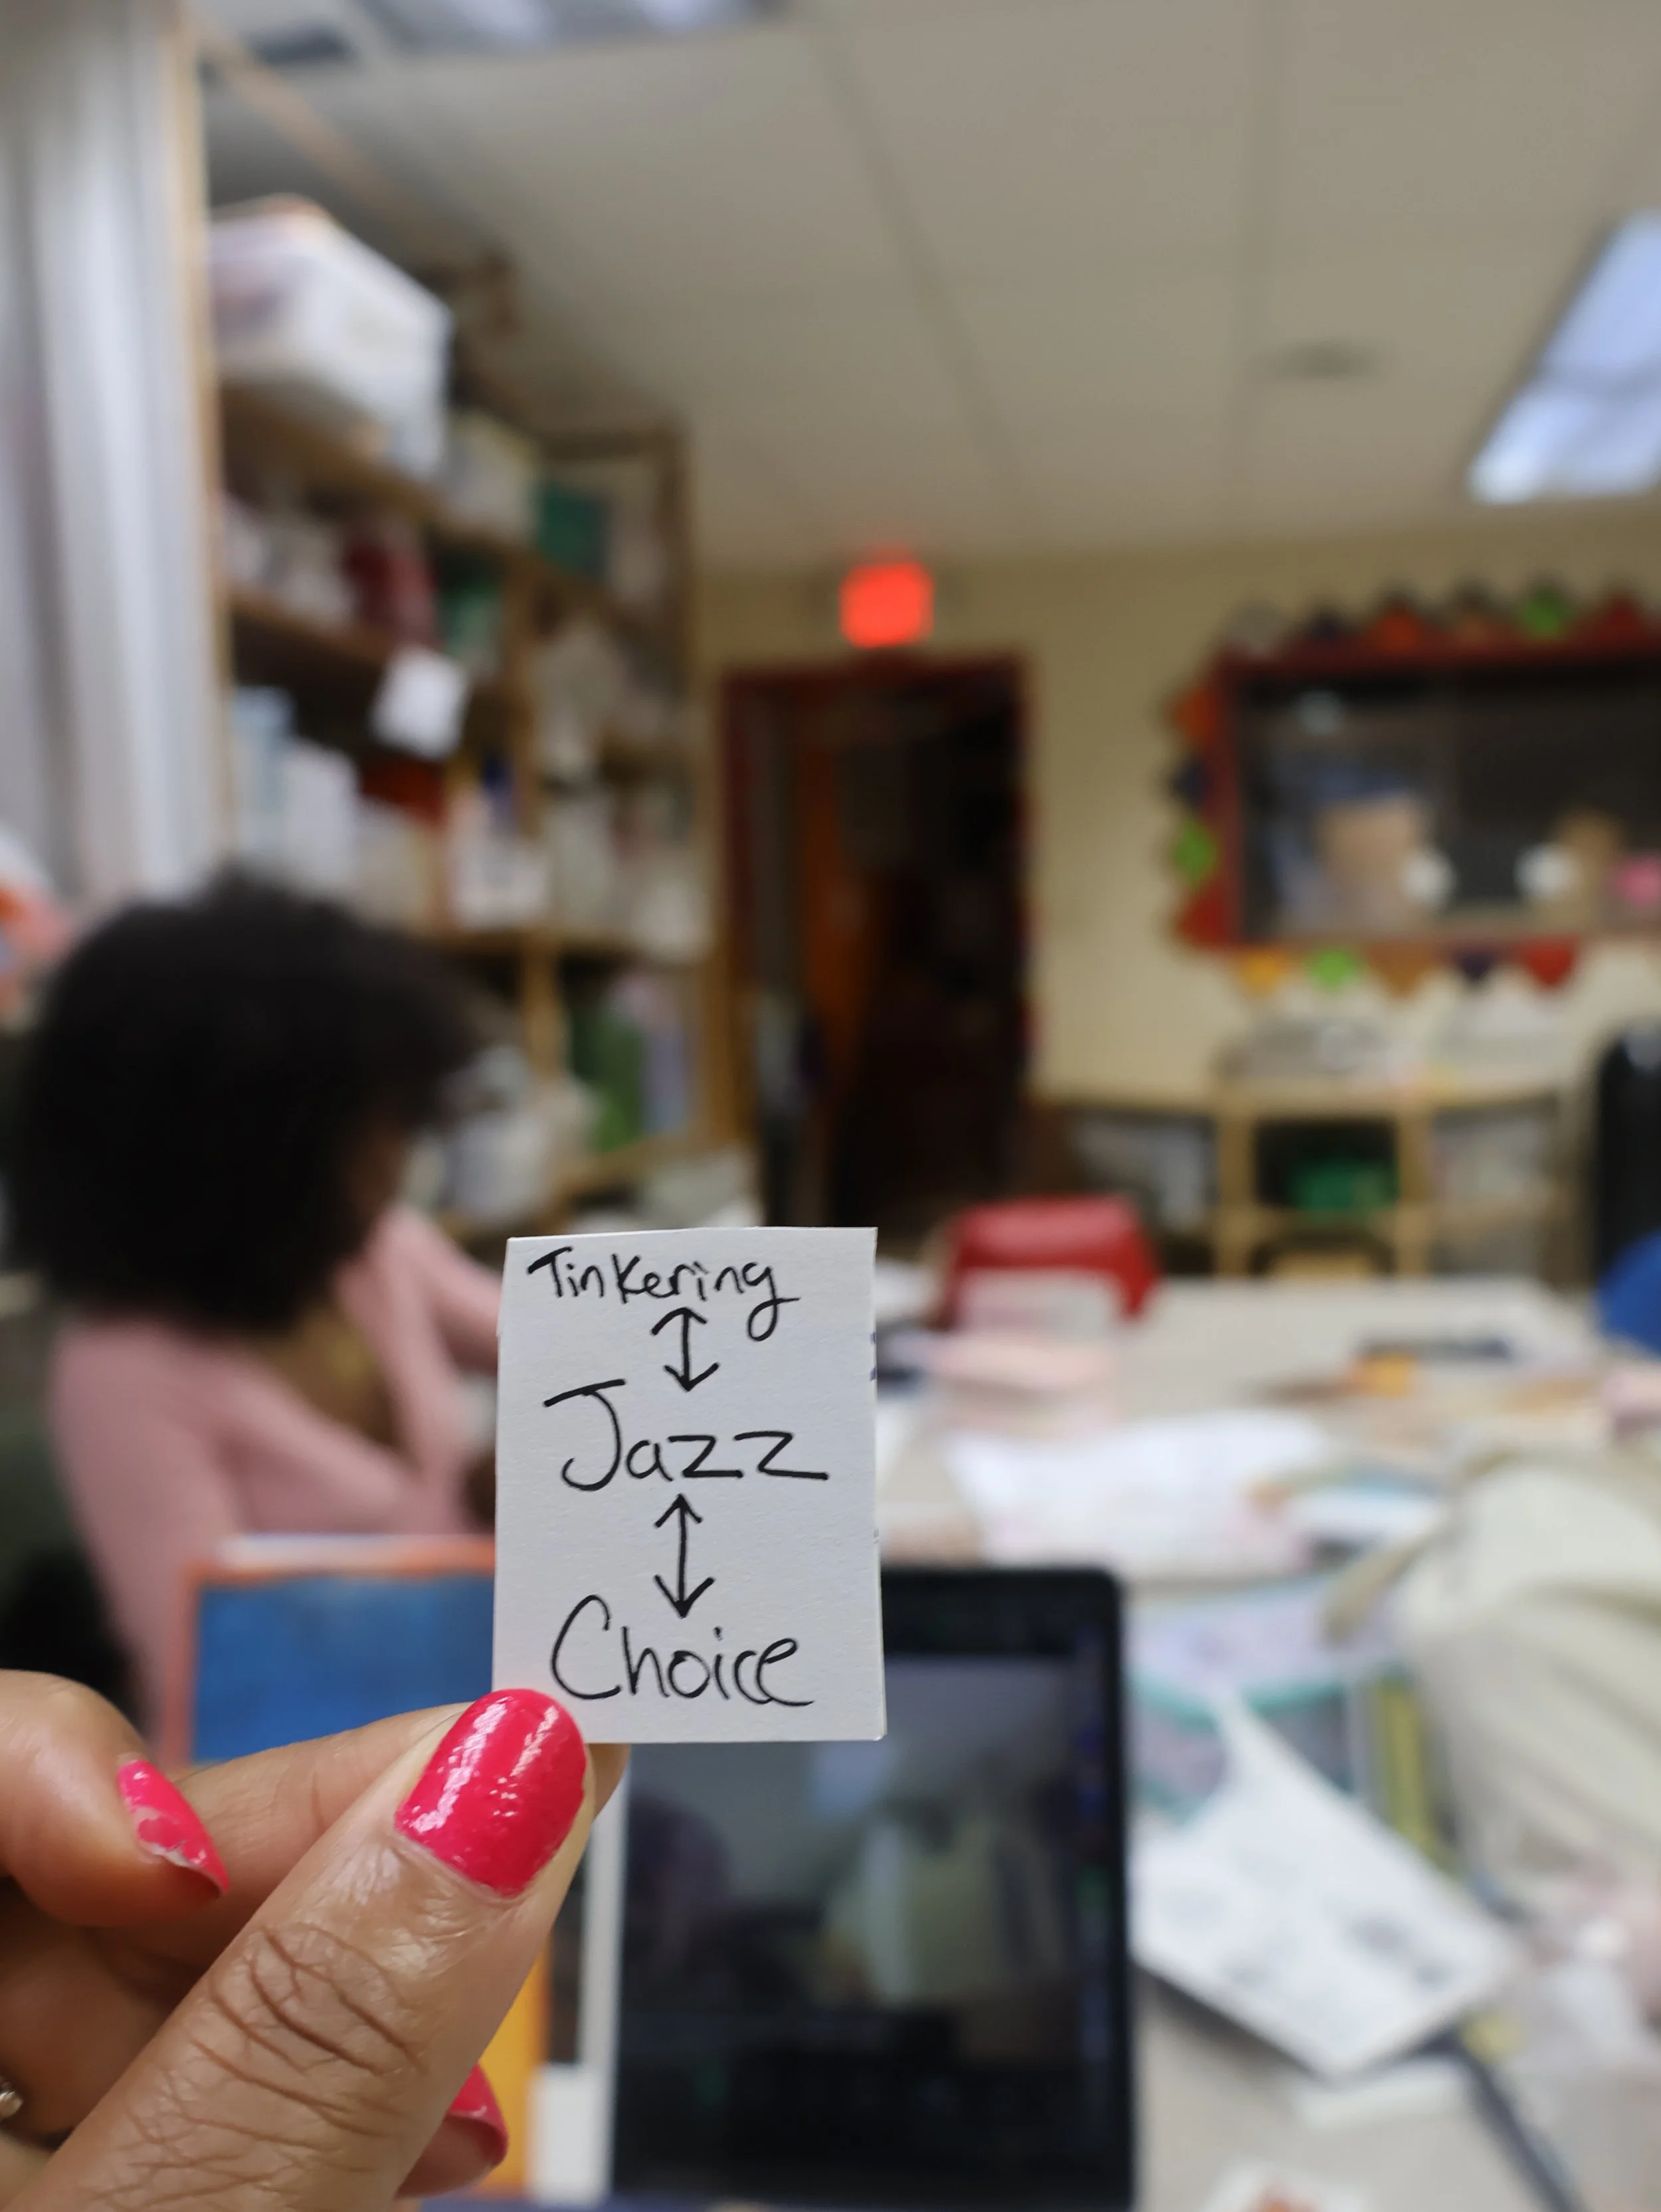 Tinkering
↕
Jazz
↕
Choice